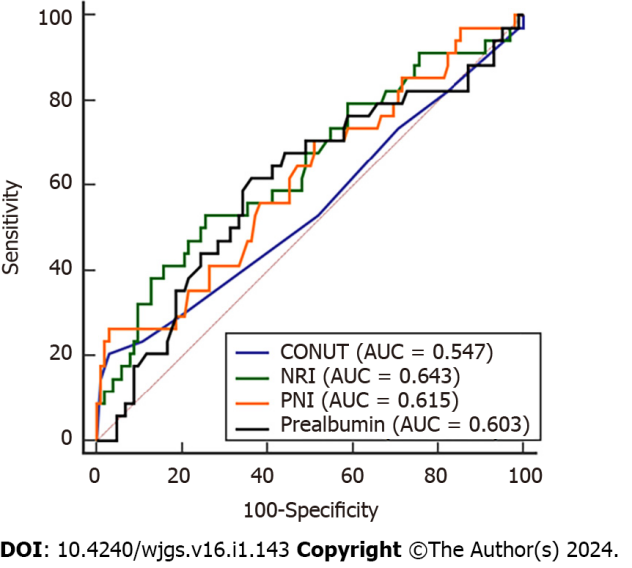 100
80
60
40
20
0
Sensitivity
CONUT (AUC = 0.547)
NRI (AUC = 0.643)
PNI (AUC = 0.615)
Prealbumin (AUC = 0.603)
0 20 40 60 80 100
100-Specificity
DOI: 10.4240/wjgs.v16.i1.143 Copyright ©The Author(s) 2024.